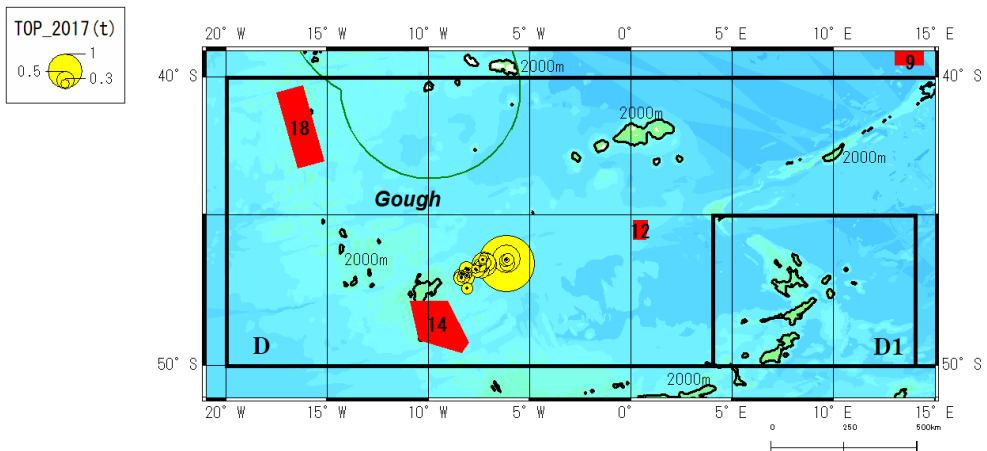 TOP_2017(t)
1
0.5
0.3
20° W
15° W
10° W
5° W
0°
5° E
10° E
15° E
40° S
2000m
9
40° S
18
2000m
2000m
Gough
12
2000m
14
D
D1
50° S
2000m
50° S
20° W
15° W
10° W
5° W
0°
5° E
10° E
15° E
0
250
500km